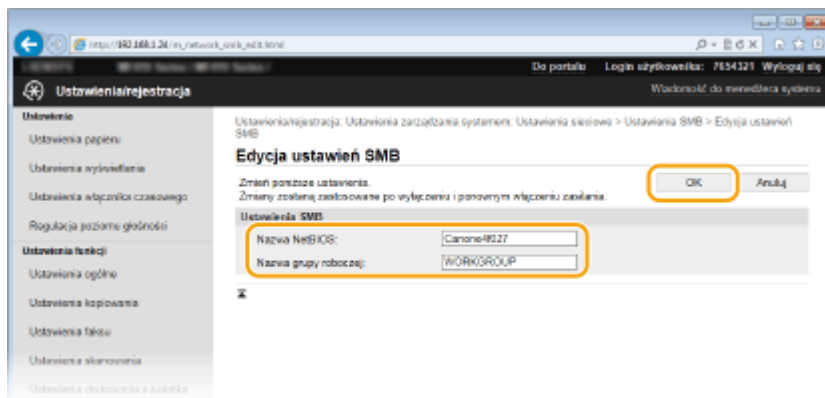 http://192.168.1.24/m_network_smb_edit.html
Do portalu Login użytkownika: 7654321 Wyloguj się
Ustawienia/rejestracja Wiadomość do menedżera systemu
Ustawienia
Ustawienia papieru
Ustawienia wyświetlania
Ustawienia włącznika czasowego
Regulacja poziomu głośności
Ustawienia funkcji
Ustawienia ogólne
Ustawienia kopiowania
Ustawienia faksu
Ustawienia skanowania
Ustawienia drukowania z nośnika
Ustawienia/rejestracja: Ustawienia zarządzania systemem: Ustawienia sieciowe > Ustawienia SMB > Edycja ustawień
SMB
Edycja ustawień SMB
Zmień poniższe ustawienia.
Zmiany zostaną zastosowane po wyłączeniu i ponownym włączeniu zasilania.
OK Anuluj
Ustawienia SMB
Nazwa NetBIOS: Canone4f027
Nazwa grupy roboczej: WORKGROUP